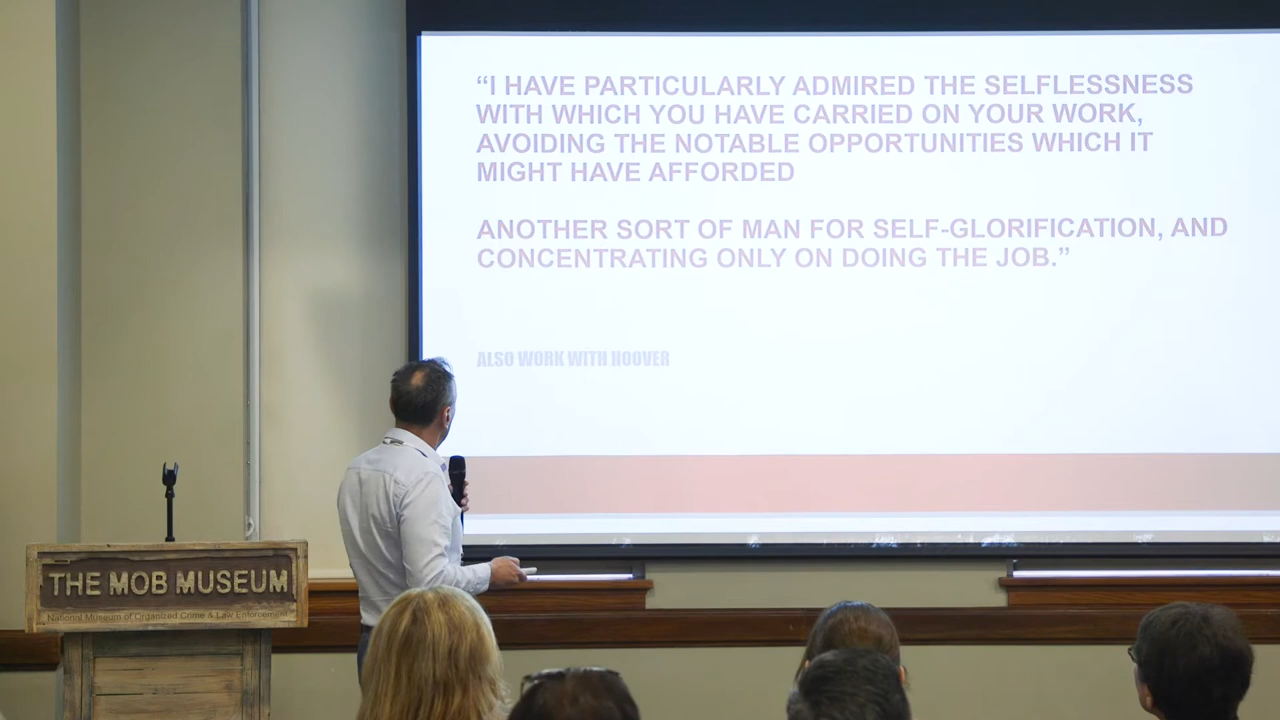 “I HAVE PARTICULARLY ADMIRED THE SELFLESSNESS
WITH WHICH YOU HAVE CARRIED ON YOUR WORK,
AVOIDING THE NOTABLE OPPORTUNITIES WHICH IT
MIGHT HAVE AFFORDED
ANOTHER SORT OF MAN FOR SELF-GLORIFICATION, AND
CONCENTRATING ONLY ON DOING THE JOB.”
ALSO WORK WITH HOOVER
THE MOB MUSEUM
National Museum of Organized Crime & Law Enforcement